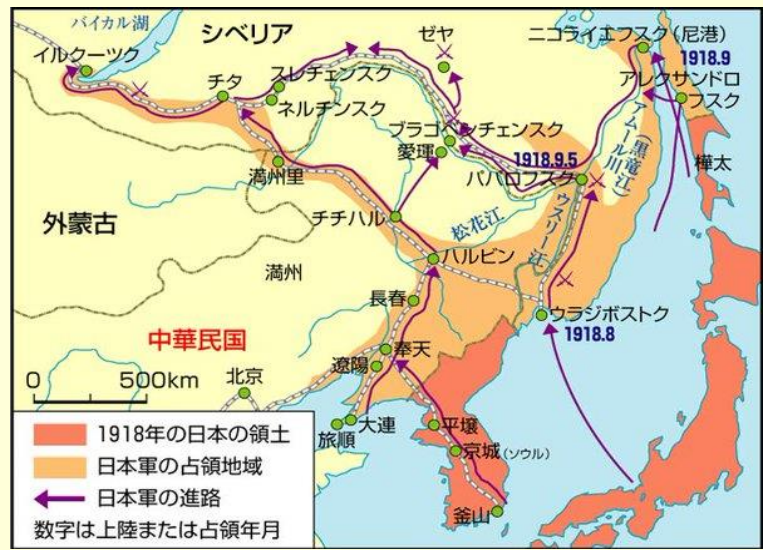 バイカル湖
シベリア
ゼヤ
ニコライエフスク(尼港)
1918.9
イルクーツク
アレクサンドロ
フスク
チタ
スレチェンスク
ネルチンスク
ブラゴベシチェンスク
愛琿
1918.9.5
アムール川
(黒竜江)
樺太
満州里
ハバロフスク
外蒙古
チチハル
松花江
ウスリー江
満州
ハルビン
長春
ウラジボストク
1918.8
中華民国
奉天
遼陽
0 500km
北京
大連
旅順
平壌
京城(ソウル)
釜山
1918年の日本の領土
日本軍の占領地域
日本軍の進路
数字は上陸または占領年月